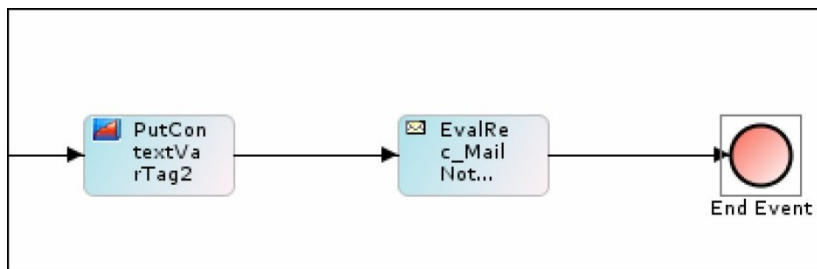 PutCon
textVa
rTag2
EvalRe
c_Mail
Not...
End Event